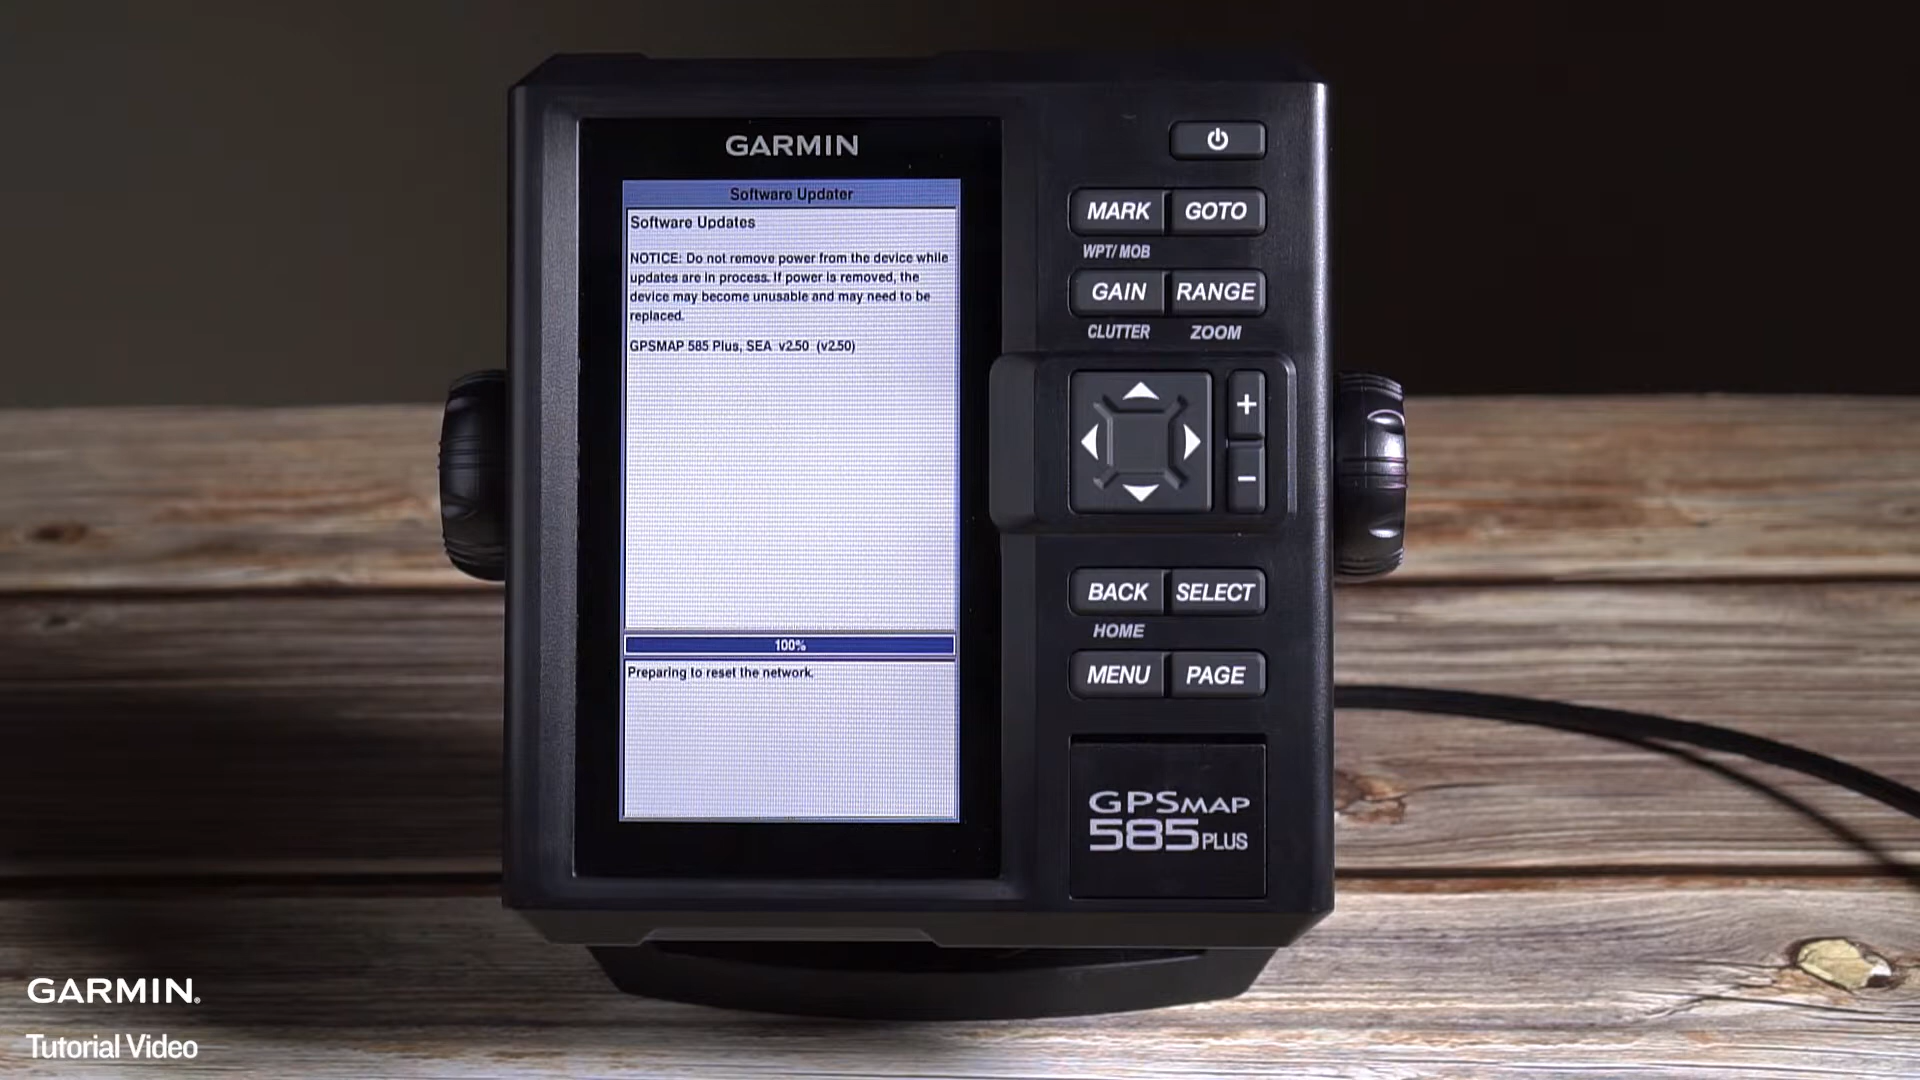 GARMIN
Software Updater
Software Updates
NOTICE: Do not remove power from the device while
updates are in process. If power is removed, the
device may become unusable and may need to be
replaced.
GPSMAP 585 Plus, SEA v2.50 (v2.50)
100%
Preparing to reset the network.
MARK GOTO
WPT/ MOB
GAIN RANGE
CLUTTER ZOOM
+
-
BACK SELECT
HOME
MENU PAGE
GPSMAP
585 PLUS
GARMIN®
Tutorial Video